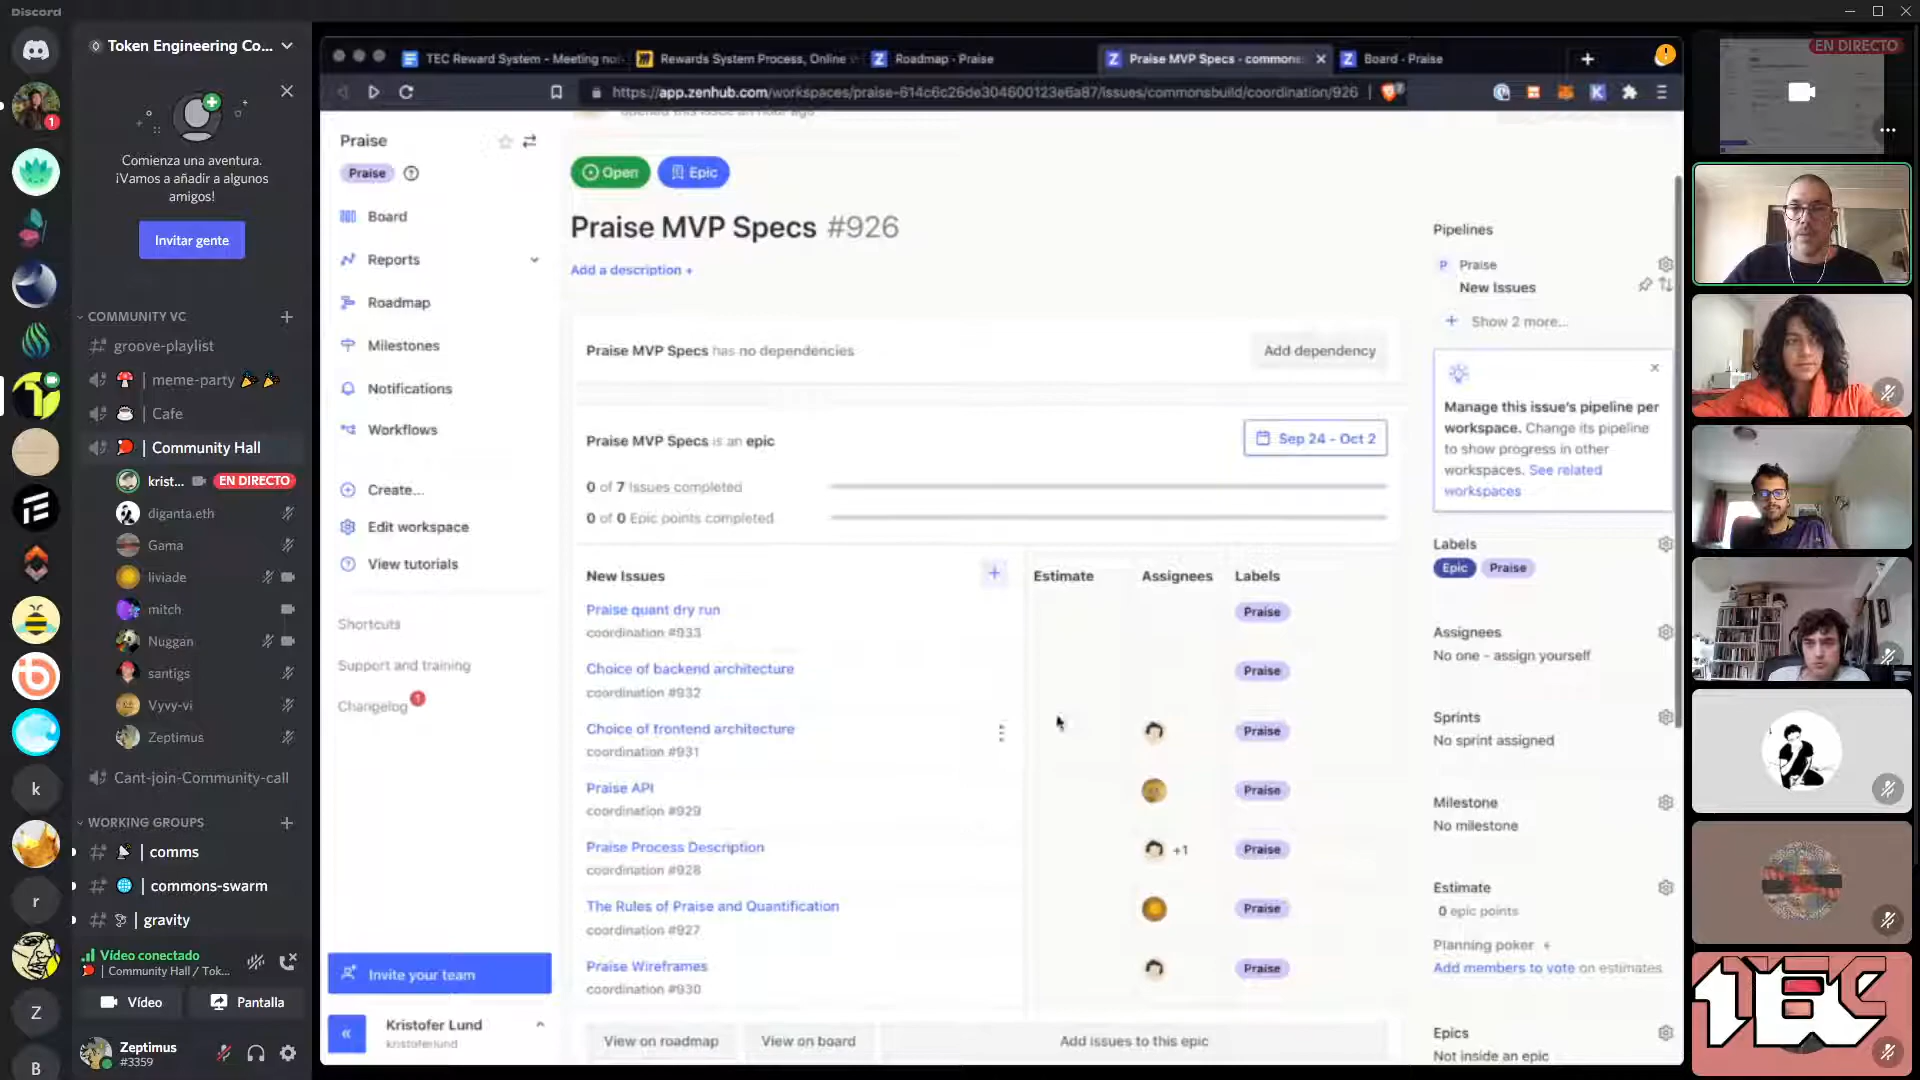 Discord
Token Engineering Co...
Comienza una aventura.
¡Vamos a añadir a algunos
amigos!
Invitar gente
COMMUNITY VC
groove-playlist
| meme-party
| Cafe
| Community Hall
krist...
EN DIRECTO
diganta.eth
Gama
liviade
mitch
Nuggan
santigs
Vyvy-vi
Zeptimus
Cant-join-Community-call
WORKING GROUPS
| comms
| commons-swarm
| gravity
Vídeo conectado
| Community Hall / Tok...
Vídeo
Pantalla
Zeptimus
#3359
1
k
r
Z
B
TEC Reward System - Meeting no
Rewards System Process, Online
Roadmap - Praise
Praise MVP Specs - commons
Board - Praise
https://app.zenhub.com/workspaces/praise-614c6c26de304600123e6a87/issues/commonsbuild/coordination/926
Praise
Praise
Board
Reports
Roadmap
Milestones
Notifications
Workflows
Create...
Edit workspace
View tutorials
Shortcuts
Support and training
Changelog
1
Invite your team
Kristofer Lund
kristoferlund
opened this issue an hour ago
Open
Epic
Praise MVP Specs #926
Add a description +
Praise MVP Specs has no dependencies
Add dependency
Praise MVP Specs is an epic
Sep 24 - Oct 2
0 of 7 Issues completed
0 of 0 Epic points completed
New Issues
Estimate
Assignees
Labels
Praise quant dry run
coordination #933
Praise
Choice of backend architecture
coordination #932
Praise
Choice of frontend architecture
coordination #931
Praise
Praise API
coordination #929
Praise
Praise Process Description
coordination #928
+1
Praise
The Rules of Praise and Quantification
coordination #927
Praise
Praise Wireframes
coordination #930
Praise
View on roadmap
View on board
Add issues to this epic
Pipelines
P Praise
New Issues
+ Show 2 more...
Manage this issue's pipeline per
workspace. Change its pipeline
to show progress in other
workspaces. See related
workspaces
Labels
Epic
Praise
Assignees
No one - assign yourself
Sprints
No sprint assigned
Milestone
No milestone
Estimate
0 epic points
Planning poker +
Add members to vote on estimates
Epics
Not inside an epic
EN DIRECTO
TEC